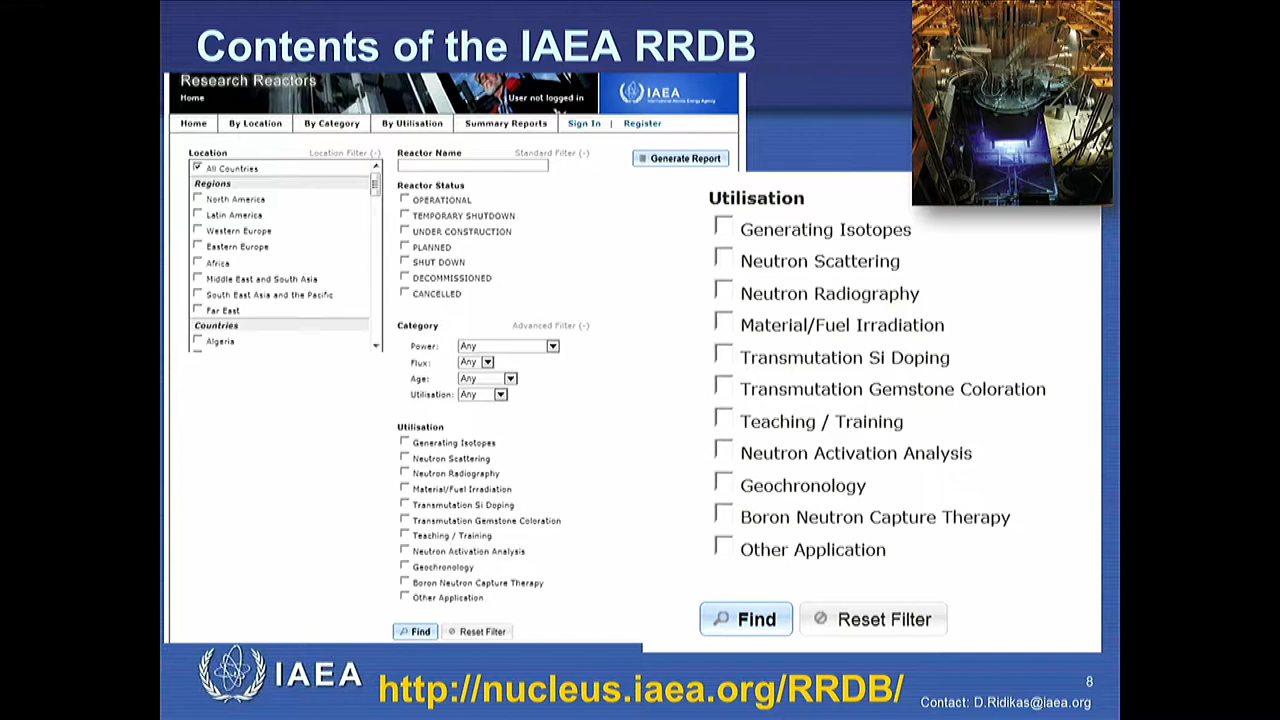 Contents of the IAEA RRDB
Research Reactors
Home
User not logged in
IAEA
International Atomic Energy Agency
Home
By Location
By Category
By Utilisation
Summary Reports
Sign In | Register
Location
Location Filter (-)
All Countries
Regions
North America
Latin America
Western Europe
Eastern Europe
Africa
Middle East and South Asia
South East Asia and the Pacific
Far East
Countries
Algeria
Reactor Name
Standard Filter (-)
Generate Report
Reactor Status
OPERATIONAL
TEMPORARY SHUTDOWN
UNDER CONSTRUCTION
PLANNED
SHUT DOWN
DECOMMISSIONED
CANCELLED
Category
Advanced Filter (-)
Power: Any
Flux: Any
Age: Any
Utilisation: Any
Utilisation
Generating Isotopes
Neutron Scattering
Neutron Radiography
Material/Fuel Irradiation
Transmutation Si Doping
Transmutation Gemstone Coloration
Teaching / Training
Neutron Activation Analysis
Geochronology
Boron Neutron Capture Therapy
Other Application
Find
Reset Filter
Utilisation
Generating Isotopes
Neutron Scattering
Neutron Radiography
Material/Fuel Irradiation
Transmutation Si Doping
Transmutation Gemstone Coloration
Teaching / Training
Neutron Activation Analysis
Geochronology
Boron Neutron Capture Therapy
Other Application
Find
Reset Filter
IAEA
http://nucleus.iaea.org/RRDB/
8
Contact: D.Ridikas@iaea.org